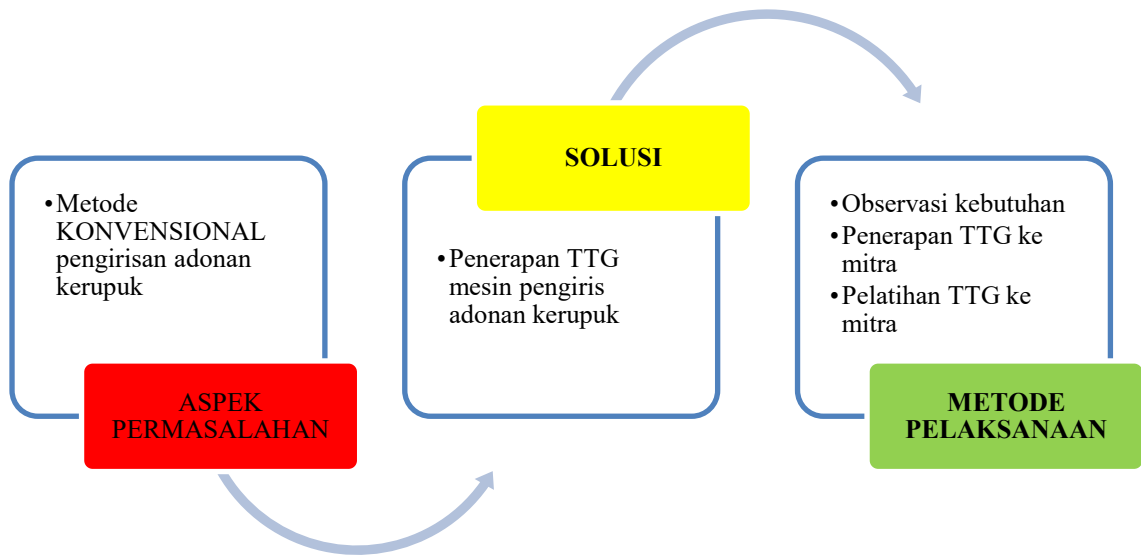 •Metode
KONVENSIONAL
pengirisan adonan
kerupuk
ASPEK
PERMASALAHAN
SOLUSI
•Penerapan TTG
mesin pengiris
adonan kerupuk
•Observasi kebutuhan
•Penerapan TTG ke
mitra
•Pelatihan TTG ke
mitra
METODE
PELAKSANAAN